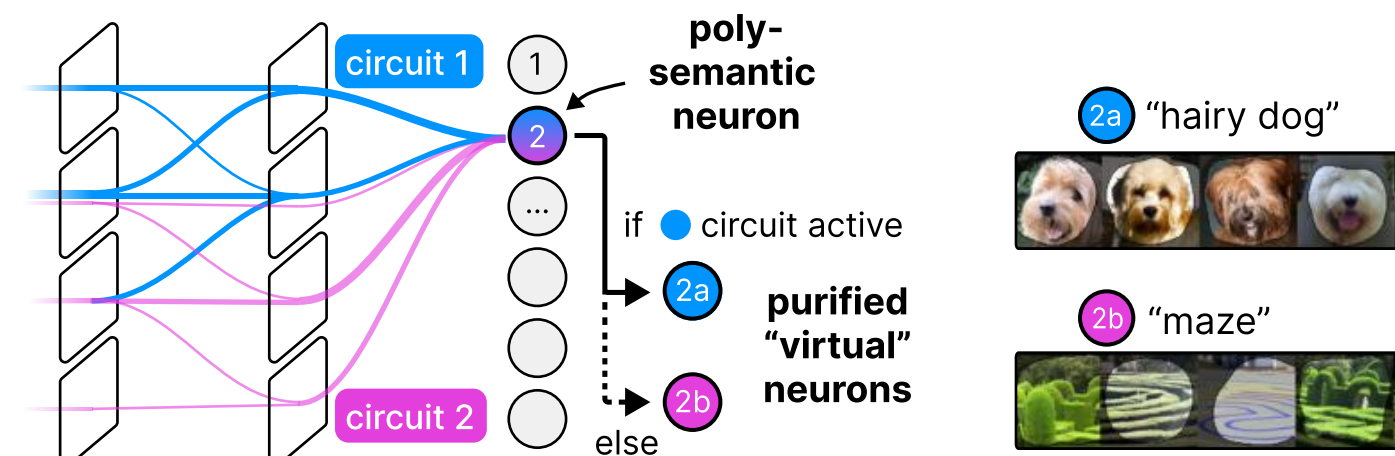 circuit 1
1
poly-
semantic
neuron
2
...
if circuit active
2a
purified
“virtual”
neurons
2b
else
circuit 2
2a “hairy dog”
2b “maze”